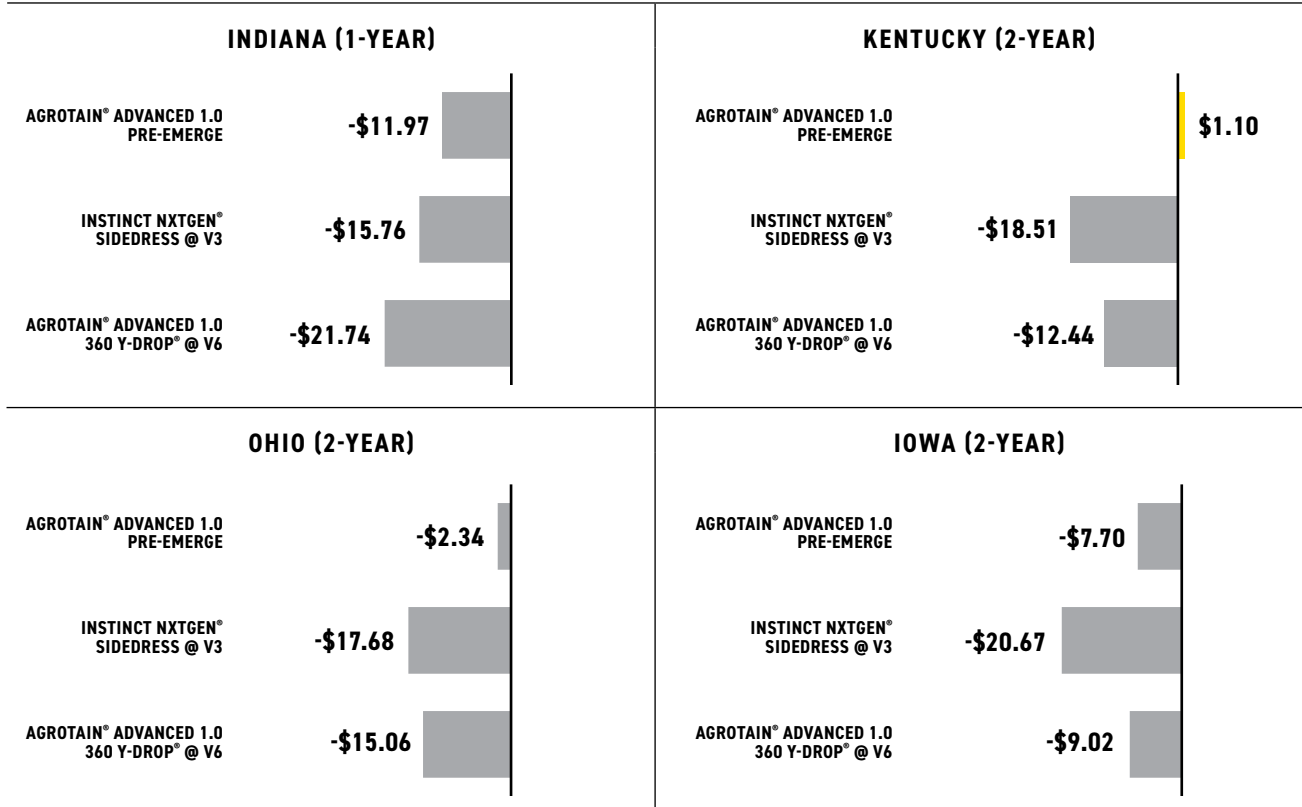 INDIANA (1-YEAR)
AGROTAIN® ADVANCED 1.0
PRE-EMERGE
-$11.97
INSTINCT NXTGEN®
SIDEDRESS @ V3
-$15.76
AGROTAIN® ADVANCED 1.0
360 Y-DROP® @ V6
-$21.74
KENTUCKY (2-YEAR)
AGROTAIN® ADVANCED 1.0
PRE-EMERGE
$1.10
INSTINCT NXTGEN®
SIDEDRESS @ V3
-$18.51
AGROTAIN® ADVANCED 1.0
360 Y-DROP® @ V6
-$12.44
OHIO (2-YEAR)
AGROTAIN® ADVANCED 1.0
PRE-EMERGE
-$2.34
INSTINCT NXTGEN®
SIDEDRESS @ V3
-$17.68
AGROTAIN® ADVANCED 1.0
360 Y-DROP® @ V6
-$15.06
IOWA (2-YEAR)
AGROTAIN® ADVANCED 1.0
PRE-EMERGE
-$7.70
INSTINCT NXTGEN®
SIDEDRESS @ V3
-$20.67
AGROTAIN® ADVANCED 1.0
360 Y-DROP® @ V6
-$9.02